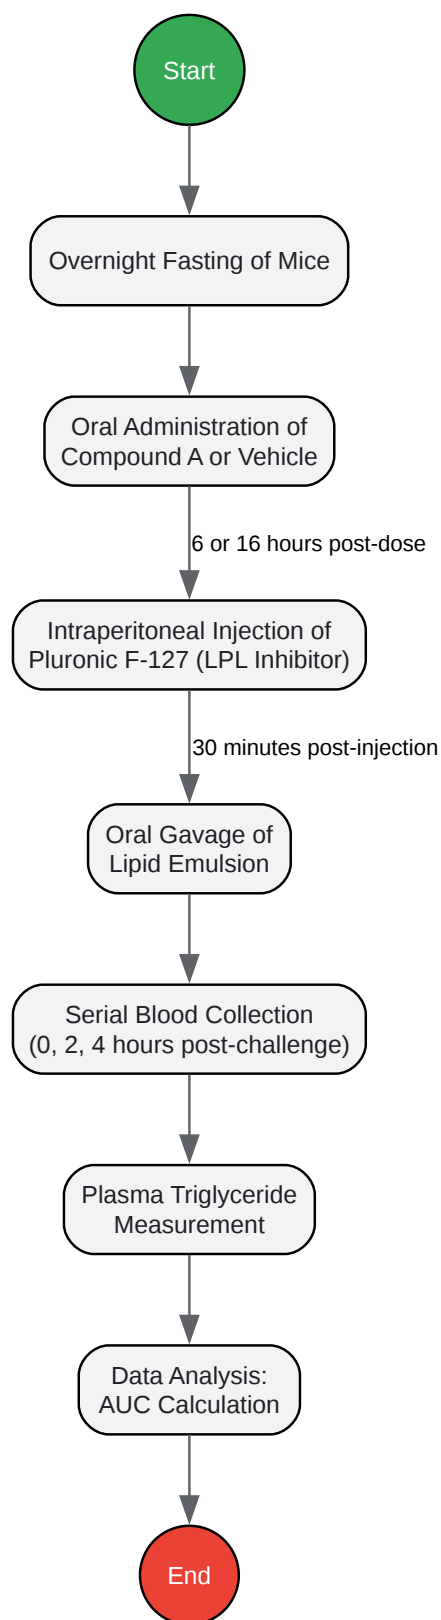 Start
Overnight Fasting of Mice
Oral Administration of
Compound A or Vehicle
6 or 16 hours post-dose
Intraperitoneal Injection of
Pluronic F-127 (LPL Inhibitor)
30 minutes post-injection
Oral Gavage of
Lipid Emulsion
Serial Blood Collection
(0, 2, 4 hours post-challenge)
Plasma Triglyceride
Measurement
Data Analysis:
AUC Calculation
End